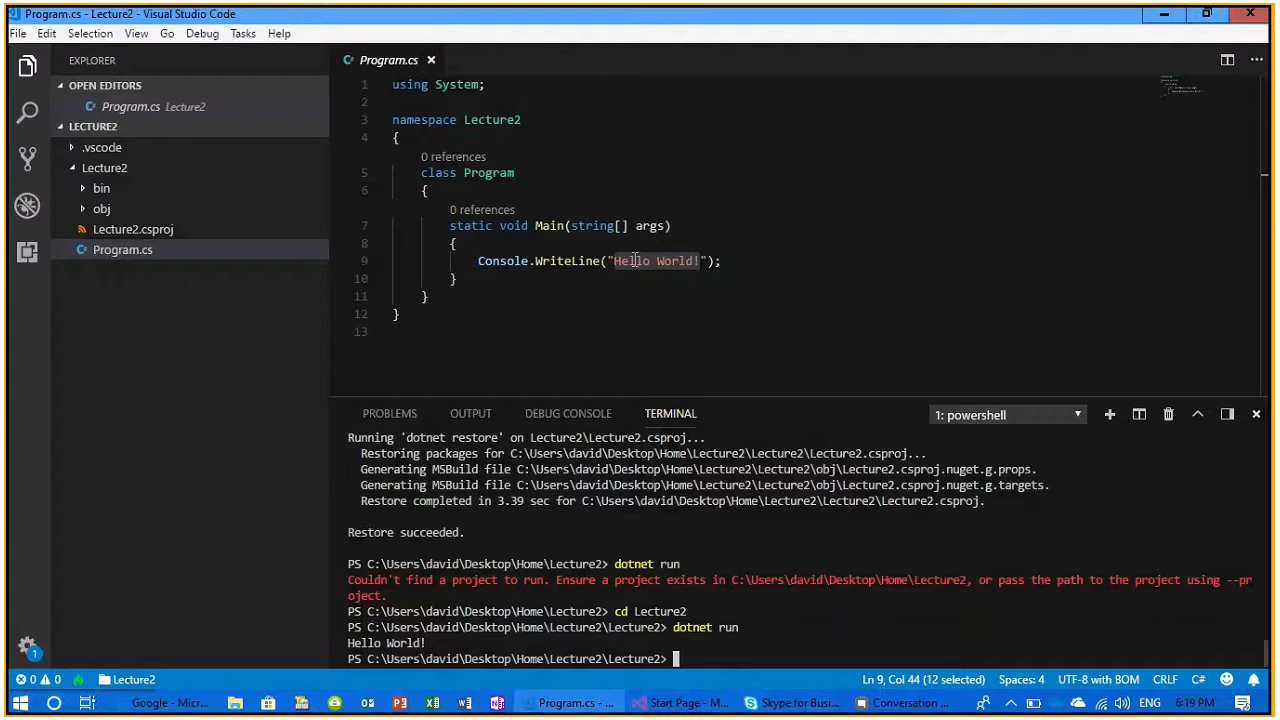 Program.cs - Lecture2 - Visual Studio Code
File Edit Selection View Go Debug Tasks Help
EXPLORER
OPEN EDITORS
Program.cs Lecture2
LECTURE2
.vscode
Lecture2
bin
obj
Lecture2.csproj
Program.cs
Program.cs
1 using System;
2
3 namespace Lecture2
4 {
0 references
5 class Program
6 {
0 references
7 static void Main(string[] args)
8 {
9 Console.WriteLine("Hello World!");
10 }
11 }
12 }
13
PROBLEMS OUTPUT DEBUG CONSOLE TERMINAL 1: powershell
Running 'dotnet restore' on Lecture2\Lecture2.csproj...
Restoring packages for C:\Users\david\Desktop\Home\Lecture2\Lecture2\Lecture2.csproj...
Generating MSBuild file C:\Users\david\Desktop\Home\Lecture2\Lecture2\obj\Lecture2.csproj.nuget.g.props.
Generating MSBuild file C:\Users\david\Desktop\Home\Lecture2\Lecture2\obj\Lecture2.csproj.nuget.g.targets.
Restore completed in 3.39 sec for C:\Users\david\Desktop\Home\Lecture2\Lecture2\Lecture2.csproj.
Restore succeeded.
PS C:\Users\david\Desktop\Home\Lecture2> dotnet run
Couldn't find a project to run. Ensure a project exists in C:\Users\david\Desktop\Home\Lecture2, or pass the path to the project using --pr
oject.
PS C:\Users\david\Desktop\Home\Lecture2> cd Lecture2
PS C:\Users\david\Desktop\Home\Lecture2\Lecture2> dotnet run
Hello World!
PS C:\Users\david\Desktop\Home\Lecture2\Lecture2>
1
0 0 Lecture2 Ln 9, Col 44 (12 selected) Spaces: 4 UTF-8 with BOM CRLF C#
Google - Micr... Program.cs - ... Start Page - M... Skype for Busi... Conversation ... 6:19 PM